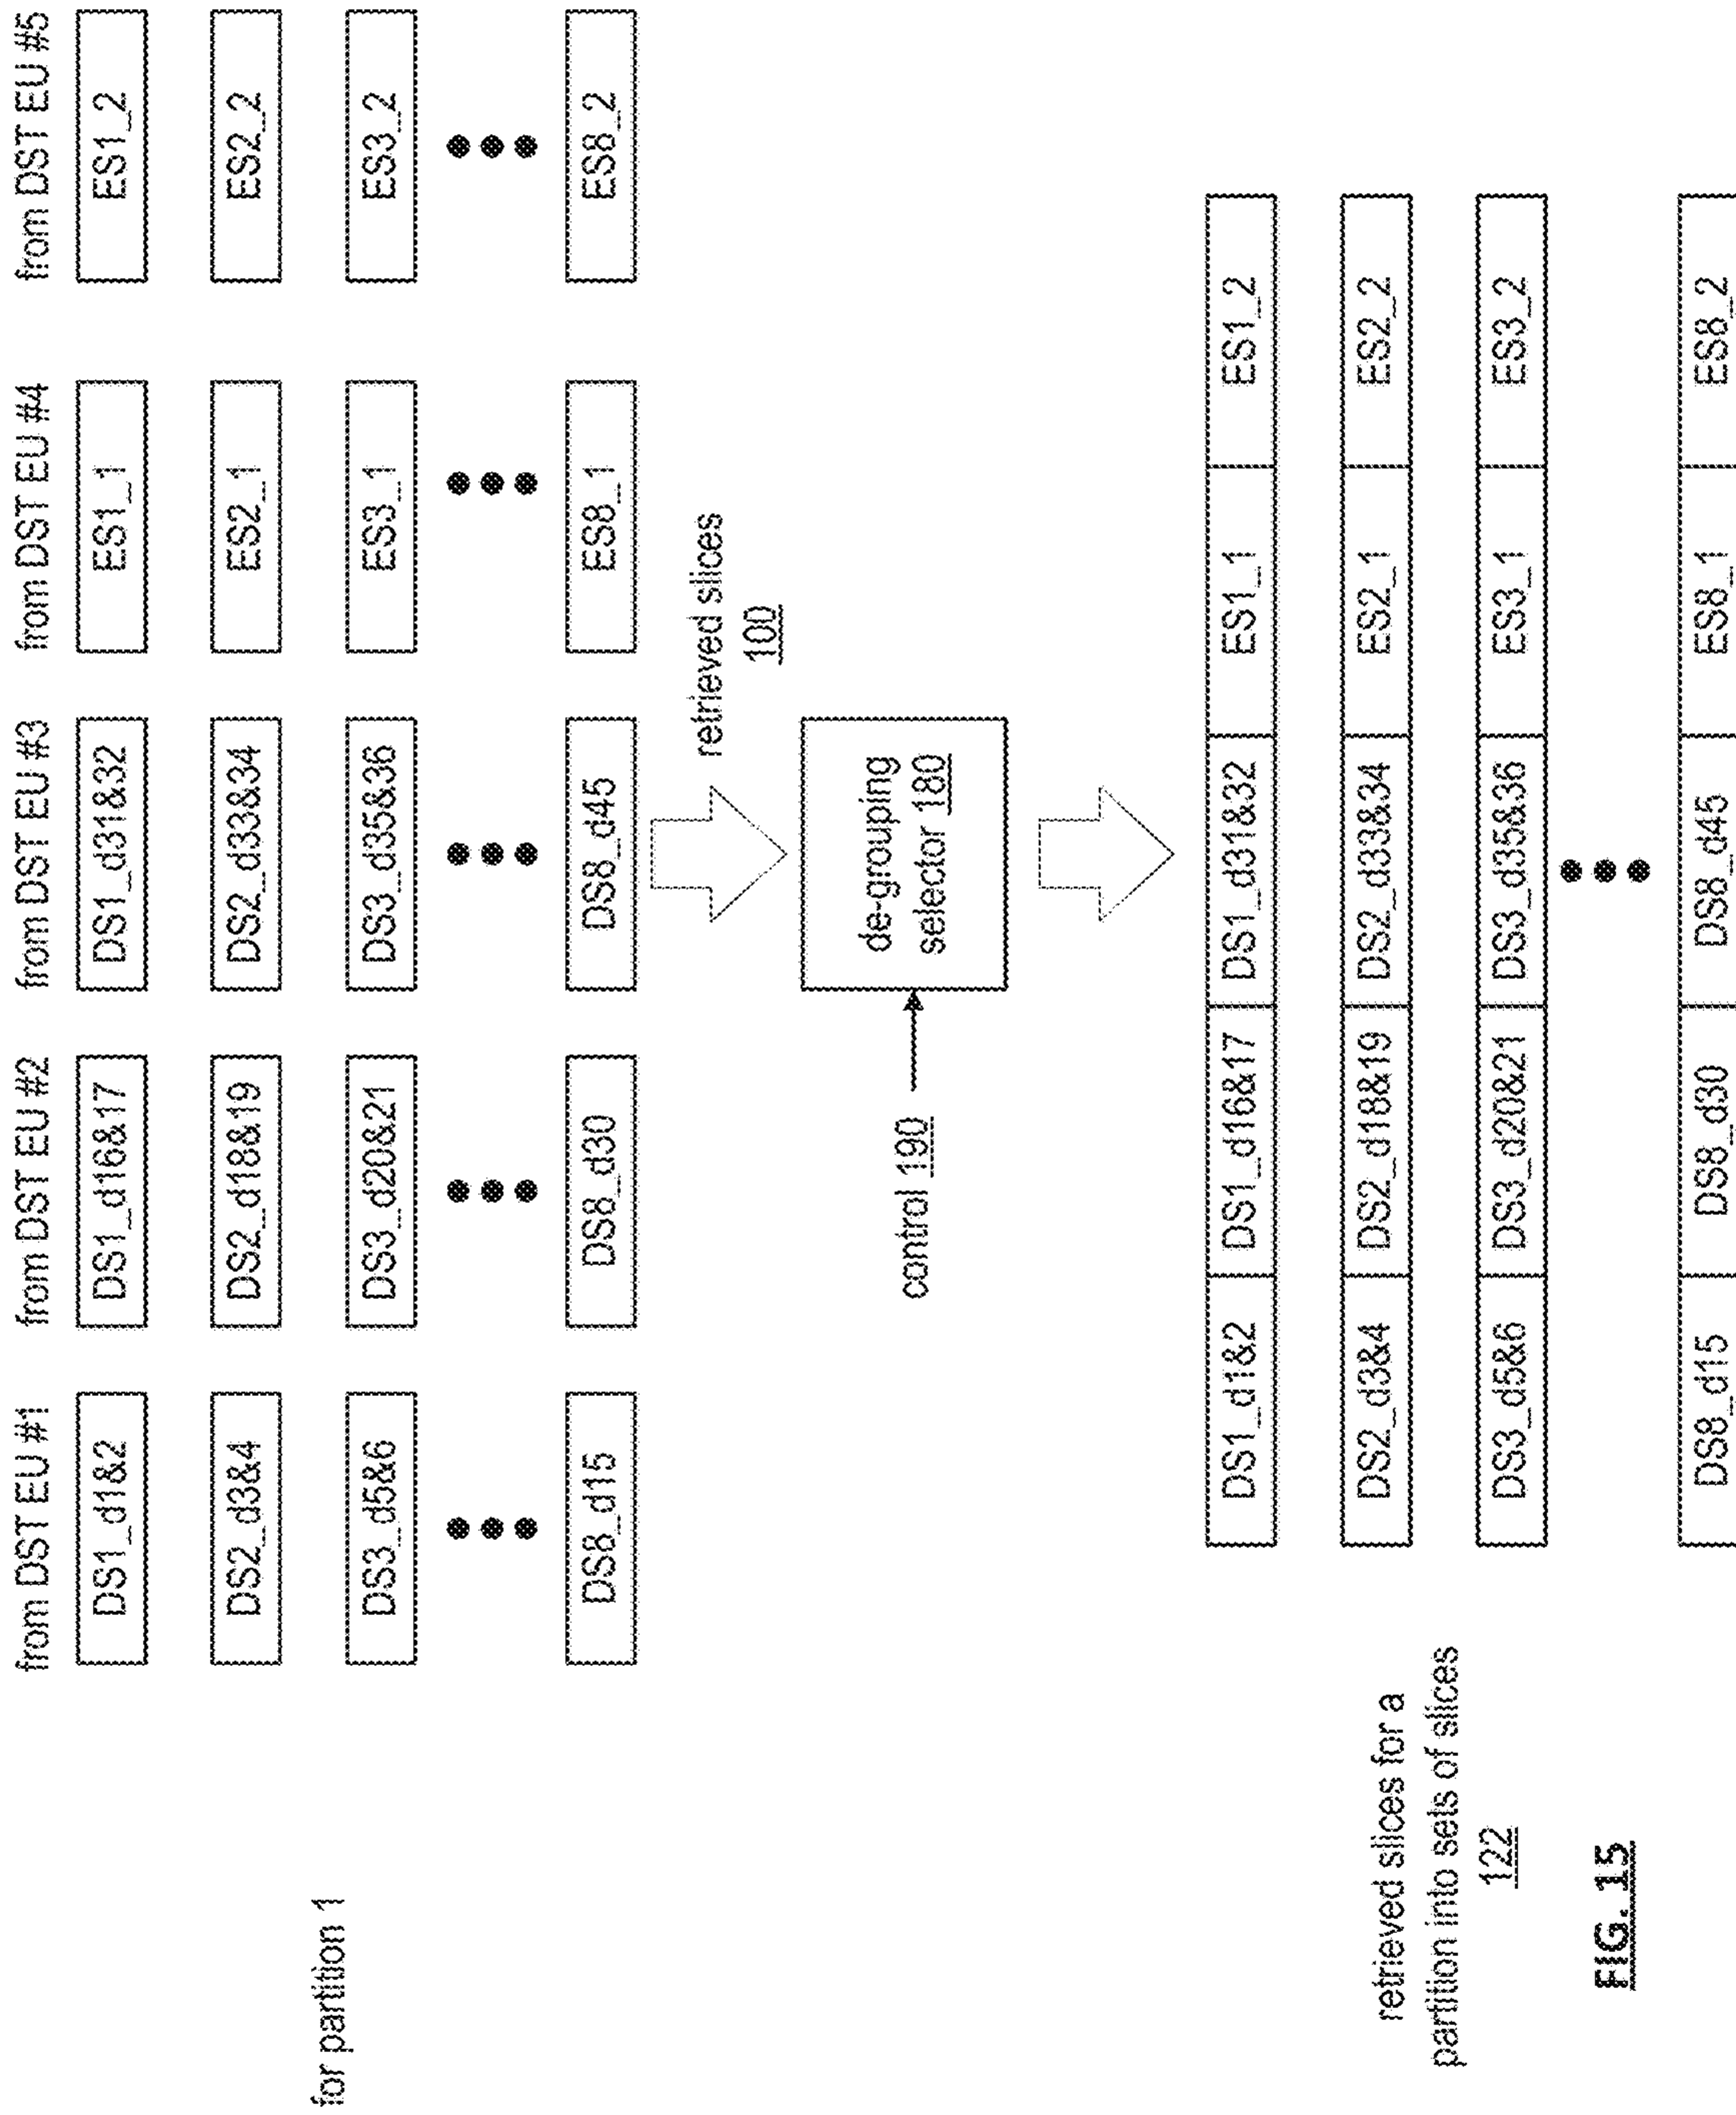 for partition 1
from DST EU #1
from DST EU #2
from DST EU #3
from DST EU #4
from DST EU #5
DS1_d1&2
DS1_d16&17
DS1_d31&32
ES1_1
ES1_2
DS2_d3&4
DS2_d18&19
DS2_d33&34
ES2_1
ES2_2
DS3_d5&6
DS3_d20&21
DS3_d35&36
ES3_1
ES3_2
DS8_d15
DS8_d30
DS8_d45
ES8_1
ES8_2
retrieved slices
100
control 190
de-grouping
selector 180
retrieved slices for a
partition into sets of slices
122
DS1_d1&2
DS1_d16&17
DS1_d31&32
ES1_1
ES1_2
DS2_d3&4
DS2_d18&19
DS2_d33&34
ES2_1
ES2_2
DS3_d5&6
DS3_d20&21
DS3_d35&36
ES3_1
ES3_2
DS8_d15
DS8_d30
DS8_d45
ES8_1
ES8_2
FIG. 15